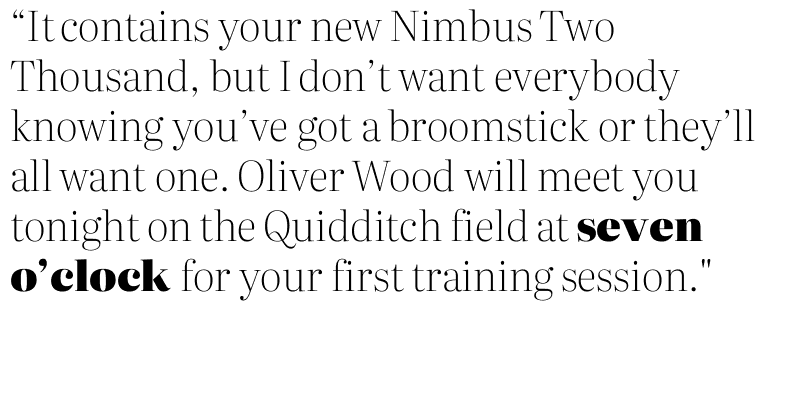 “It contains your new Nimbus Two
Thousand, but I don’t want everybody
knowing you’ve got a broomstick or they’ll
all want one. Oliver Wood will meet you
tonight on the Quidditch field at seven
o’clock for your first training session."